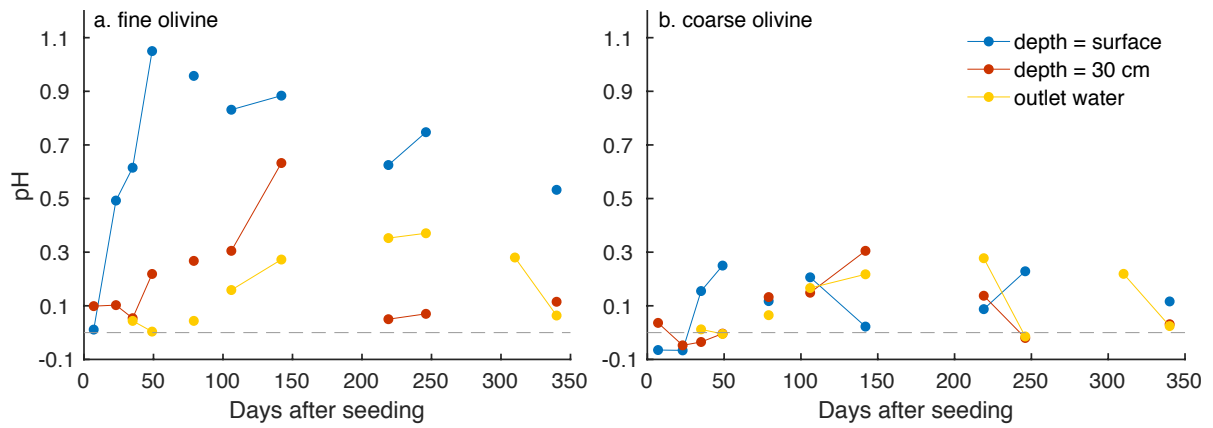 a. fine olivine
b. coarse olivine
1.1
0.9
0.7
0.5
0.3
0.1
-0.1
pH
0 50 100 150 200 250 300 350
Days after seeding
1.1
0.9
0.7
0.5
0.3
0.1
-0.1
0 50 100 150 200 250 300 350
Days after seeding
depth = surface
depth = 30 cm
outlet water